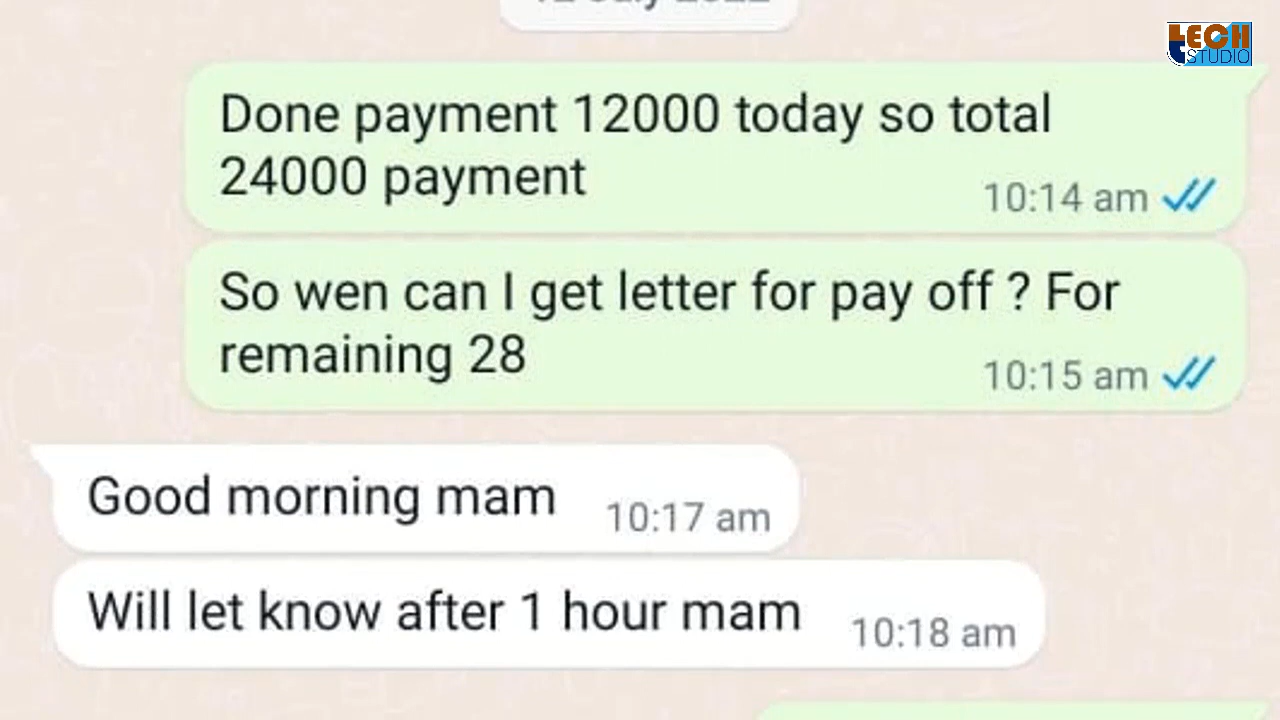 LECH
STUDIO
Done payment 12000 today so total
24000 payment
10:14 am
So wen can I get letter for pay off ? For
remaining 28
10:15 am
Good morning mam
10:17 am
Will let know after 1 hour mam
10:18 am